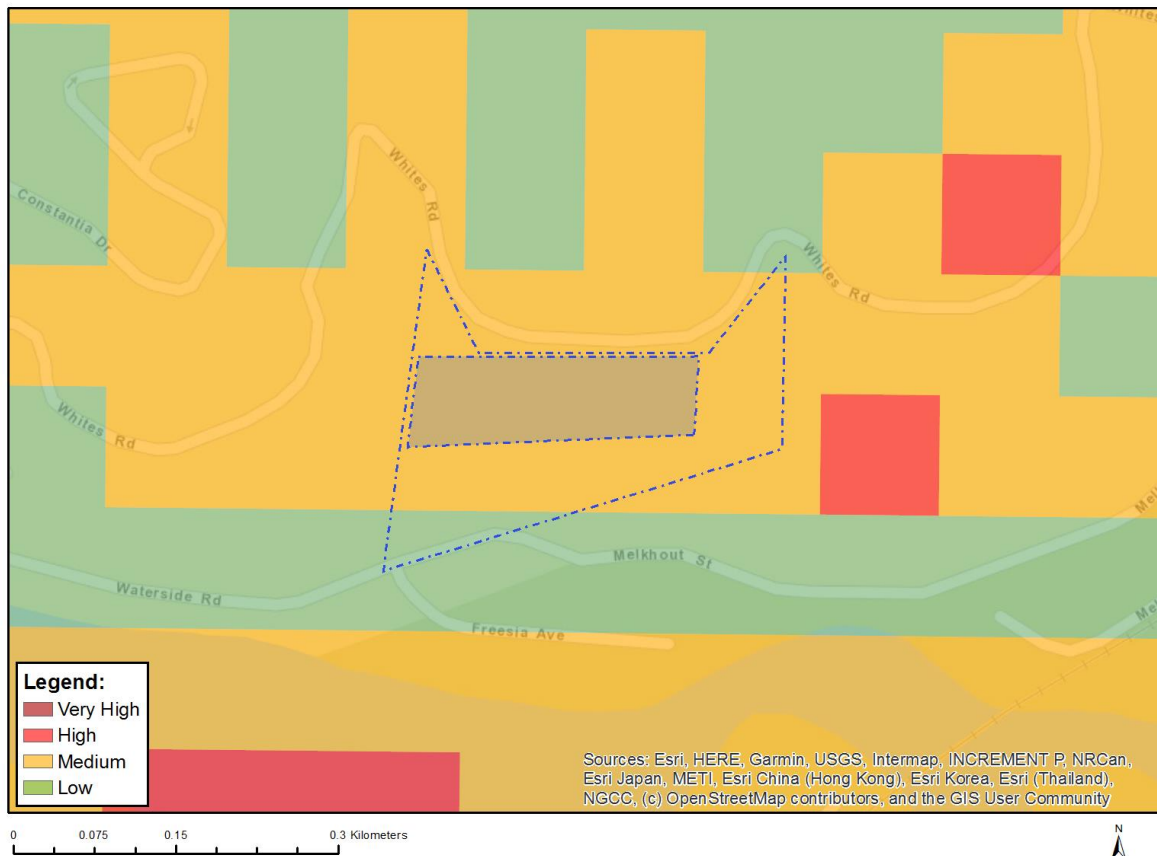 Whites
Whites Rd
Constantia Dr
Whites Rd
Whites Rd
Melkhout St
Waterside Rd
Freesia Ave
Legend:
Very High
High
Medium
Low
Sources: Esri, HERE, Garmin, USGS, Intermap, INCREMENT P, NRCan,
Esri Japan, METI, Esri China (Hong Kong), Esri Korea, Esri (Thailand),
NGCC, (c) OpenStreetMap contributors, and the GIS User Community
0 0.075 0.15 0.3 Kilometers
N